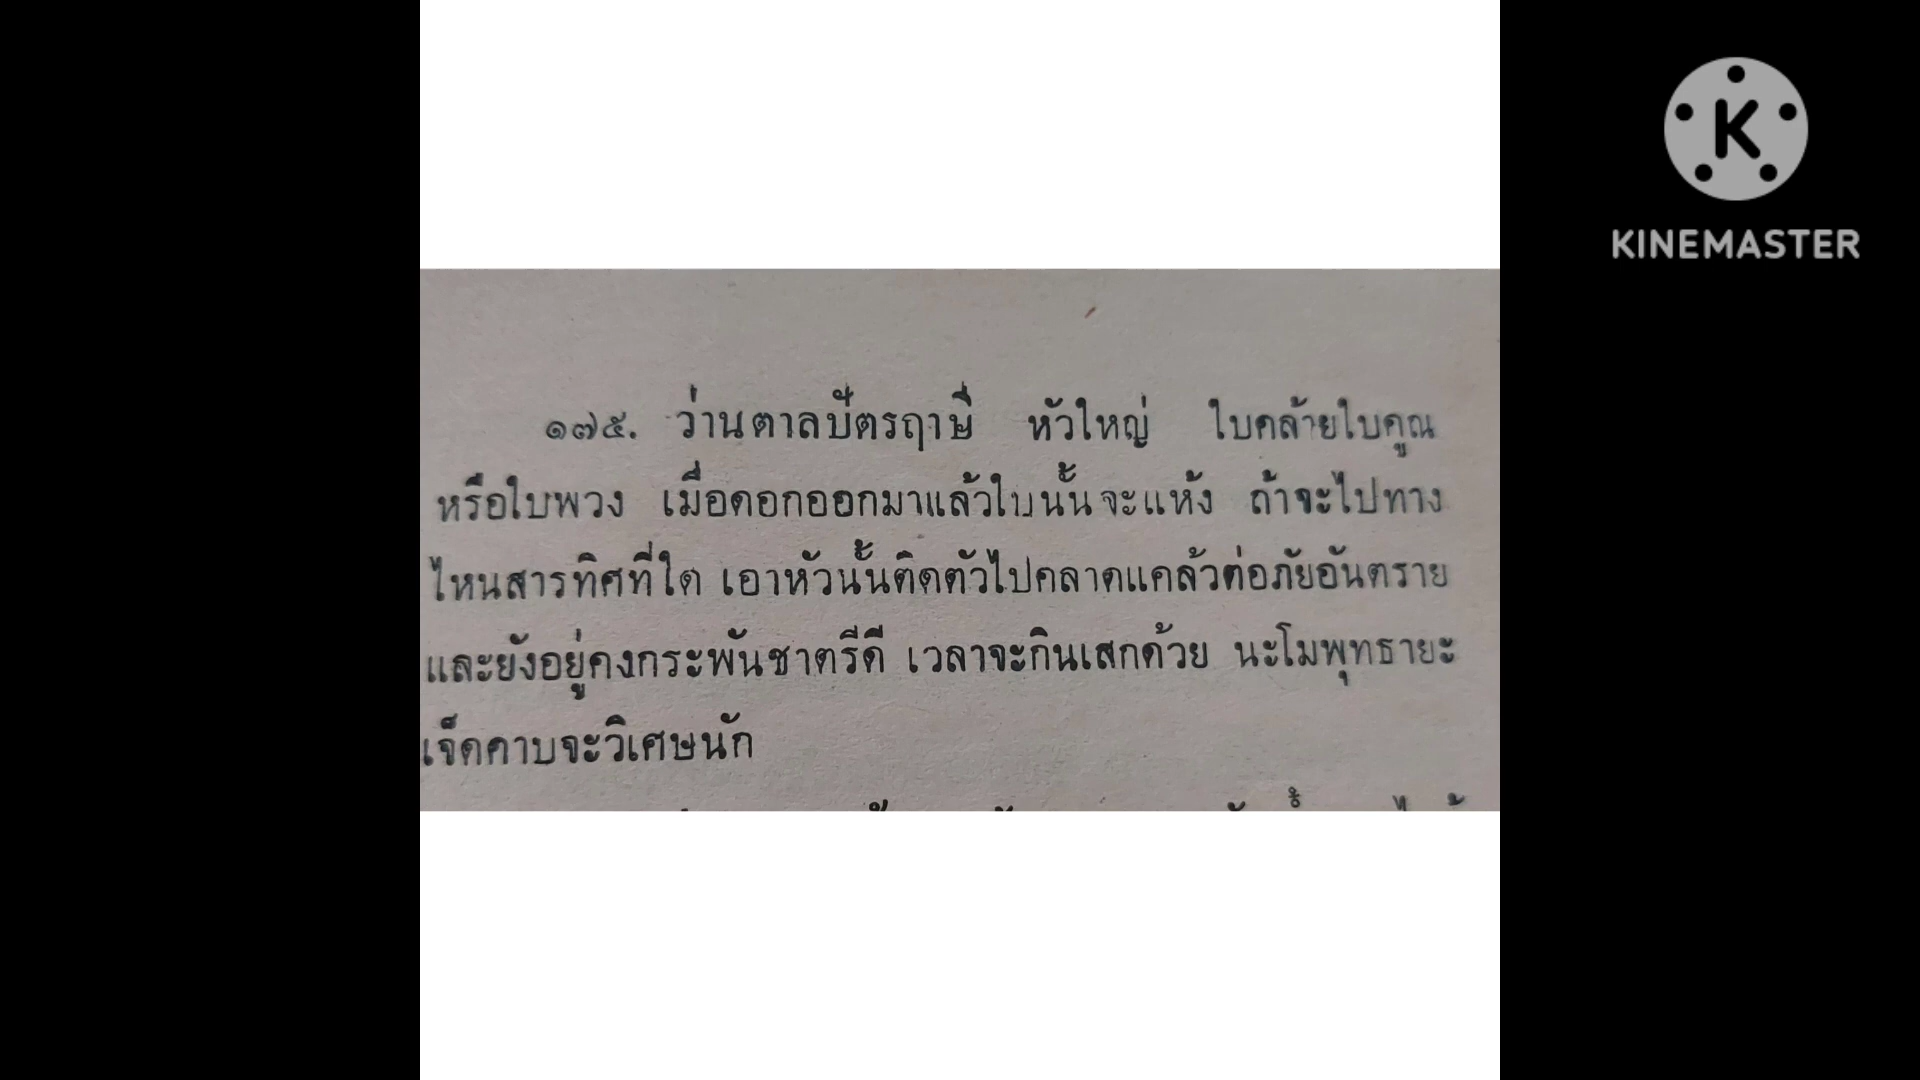 ๑๗๕. ว่านตาลปัตรฤาษี หัวใหญ่ ใบคล้ายใบคูณ
หรือใบพวง เมื่อดอกออกมาแล้วใบนั้นจะแห้ง ถ้าจะไปทาง
ไหนสารทิศที่ใด เอาหัวนั้นติดตัวไปคลาดแคล้วต่อภัยอันตราย
และยังอยู่คงกระพันชาตรีดี เวลาจะกินเสกด้วย นะโมพุทธายะ
เจ็ดคาบจะวิเศษนัก
KINEMASTER